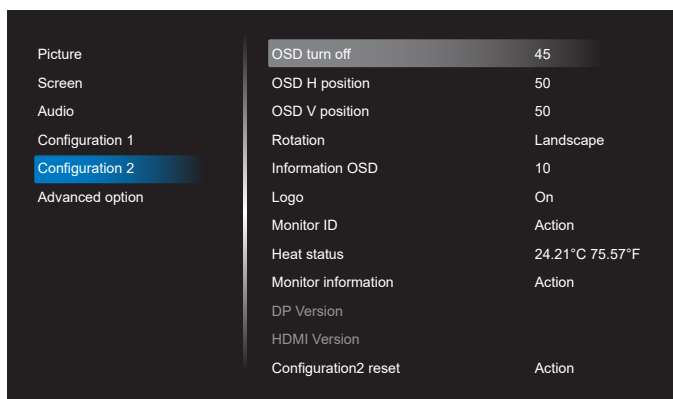 Picture
Screen
Audio
Configuration 1
Configuration 2
Advanced option
OSD turn off 45
OSD H position 50
OSD V position 50
Rotation Landscape
Information OSD 10
Logo On
Monitor ID Action
Heat status 24.21°C 75.57°F
Monitor information Action
DP Version
HDMI Version
Configuration2 reset Action